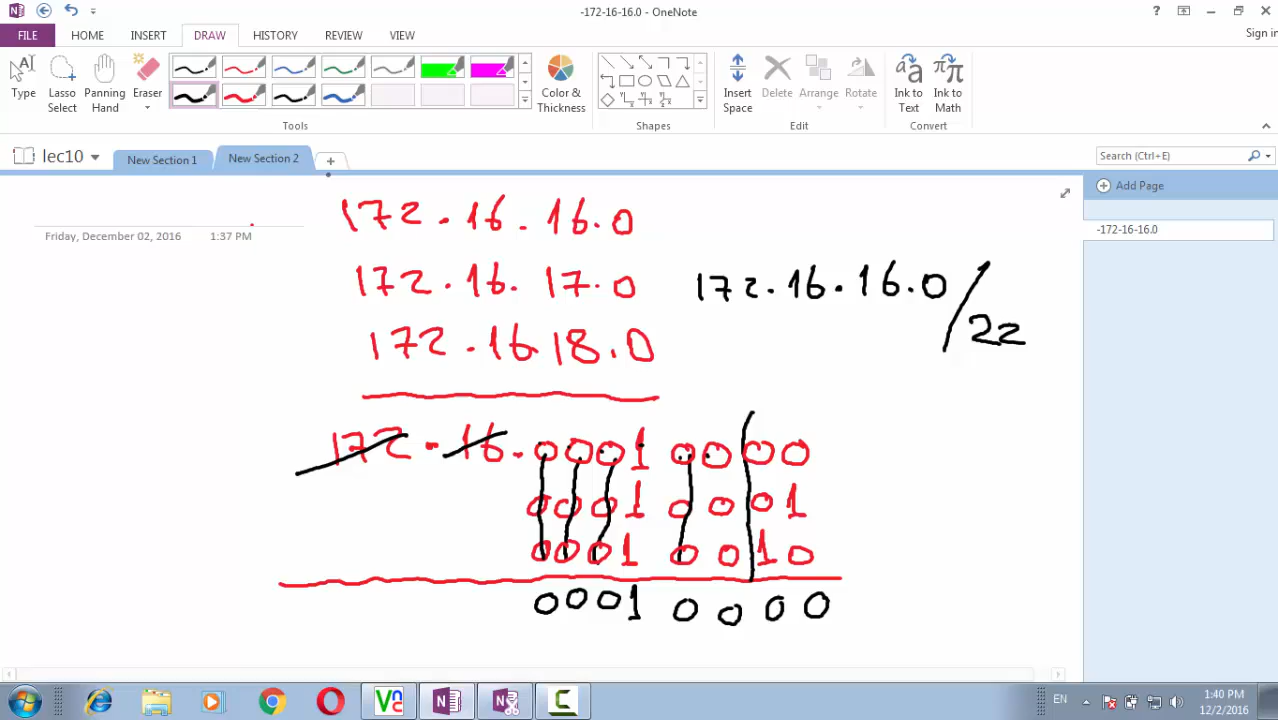 -172-16-16.0 - OneNote
?
FILE
HOME
INSERT
DRAW
HISTORY
REVIEW
VIEW
Sign in
Type
Lasso Select
Panning Hand
Eraser
Color & Thickness
Insert Space
Delete
Arrange
Rotate
Ink to Text
Ink to Math
Tools
Shapes
Edit
Convert
lec10
New Section 1
New Section 2
Search (Ctrl+E)
Add Page
-172-16-16.0
Friday, December 02, 2016 1:37 PM
172.16.16.0
172.16.17.0
172.16.16.0/22
172.16 18.0
172.16.0001 0000
0001 0001
0001 0010
0001 0000
EN
1:40 PM
12/2/2016